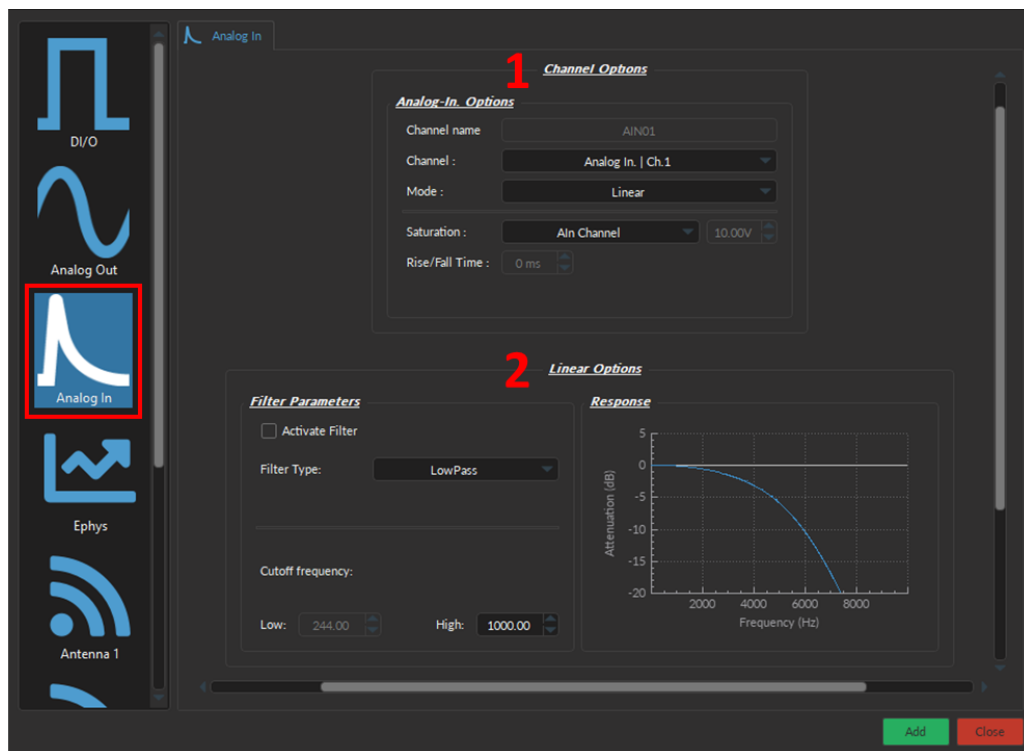 Analog In
1
Channel Options
Analog-In. Options
Channel name AIN01
Channel : Analog In. | Ch.1
Mode : Linear
Saturation : AIn Channel 10.00V
Rise/Fall Time : 0 ms
DI/O
Analog Out
Analog In
Ephys
Antenna 1
2
Linear Options
Filter Parameters
Activate Filter
Filter Type: LowPass
Cutoff frequency:
Low: 244.00 High: 1000.00
Response
Attenuation (dB)
5
0
-5
-10
-15
-20
2000 4000 6000 8000
Frequency (Hz)
Add Close